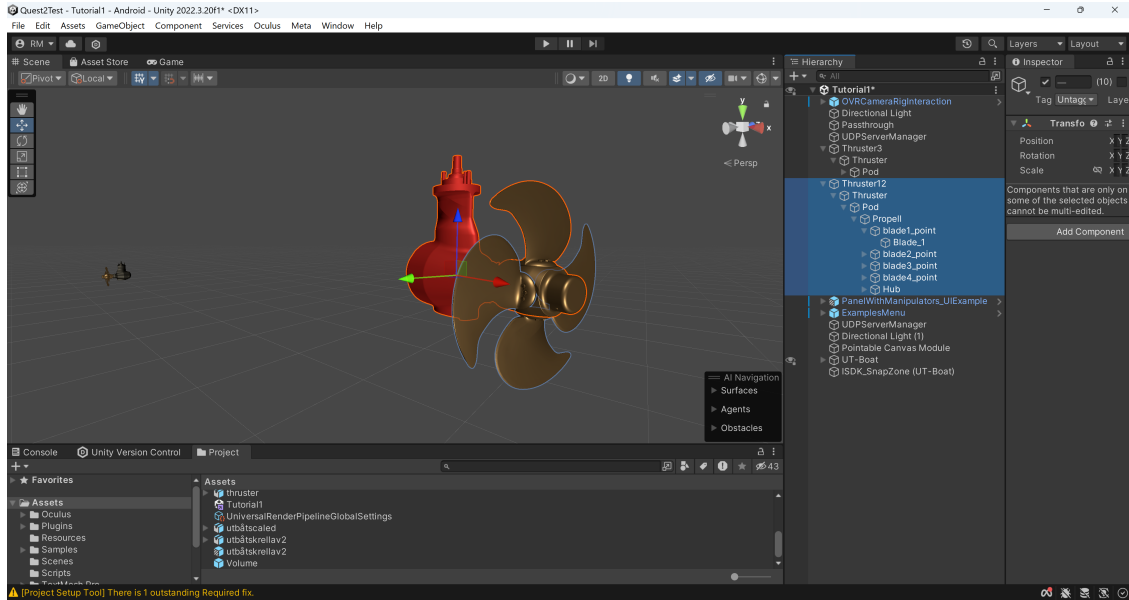 Quest2Test - Tutorial1 - Android - Unity 2022.3.20f1* <DX11>
File Edit Assets GameObject Component Services Oculus Meta Window Help
RM Layers Layout
Scene Asset Store Game
Pivot Local 2D
y
x
Persp
AI Navigation
Surfaces
Agents
Obstacles
Hierarchy
All
Tutorial1*
OVRCameraRigInteraction
Directional Light
Passthrough
UDPServerManager
Thruster3
Thruster
Pod
Thruster12
Thruster
Pod
Propell
blade1_point
Blade_1
blade2_point
blade3_point
blade4_point
Hub
PanelWithManipulators_UIExample
ExamplesMenu
UDPServerManager
Directional Light (1)
Pointable Canvas Module
UT-Boat
ISDK_SnapZone (UT-Boat)
Inspector
— (10)
Tag Untagg Laye
Transfo
Position X Y Z
Rotation X Y Z
Scale X Y Z
Components that are only on
some of the selected objects
cannot be multi-edited.
Add Component
Console Unity Version Control Project
43
Favorites
Assets
Oculus
Plugins
Resources
Samples
Scenes
Scripts
TextMesh Pro
Assets
thruster
Tutorial1
UniversalRenderPipelineGlobalSettings
utbåtscaled
utbåtskrellav2
utbåtskrellav2
Volume
[Project Setup Tool] There is 1 outstanding Required fix.